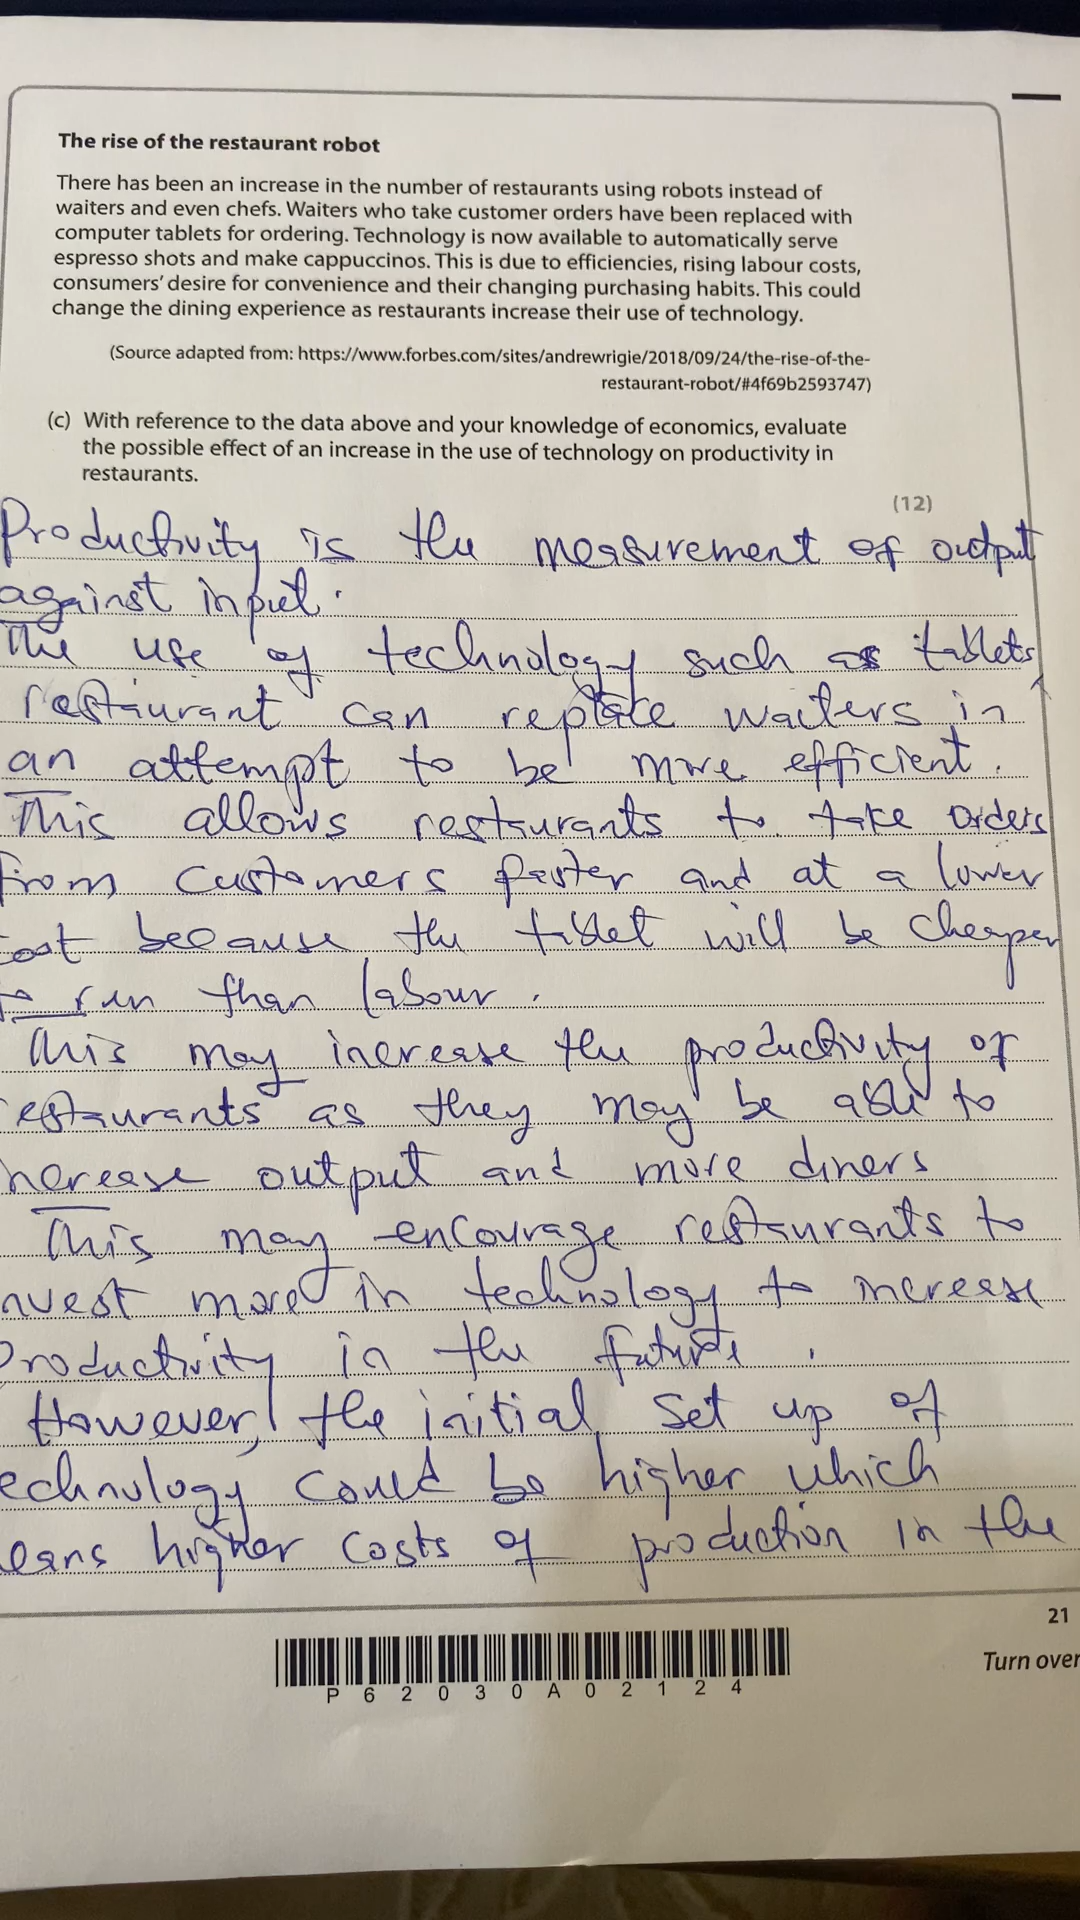 The rise of the restaurant robot
There has been an increase in the number of restaurants using robots instead of
waiters and even chefs. Waiters who take customer orders have been replaced with
computer tablets for ordering. Technology is now available to automatically serve
espresso shots and make cappuccinos. This is due to efficiencies, rising labour costs,
consumers' desire for convenience and their changing purchasing habits. This could
change the dining experience as restaurants increase their use of technology.
(Source adapted from: https://www.forbes.com/sites/andrewrigie/2018/09/24/the-rise-of-the-
restaurant-robot/#4f69b2593747)
(c) With reference to the data above and your knowledge of economics, evaluate
the possible effect of an increase in the use of technology on productivity in
restaurants.
(12)
Productivity is the measurement of output
against input.
The use of technology such as tablets
restaurant can replace waiters in
an attempt to be more efficient.
This allows restaurants to take orders
from customers faster and at a lower
cost because the tablet will be cheaper
to run than labour.
This may increase the productivity of
restaurants as they may be able to
ncrease output and more diners
This may encourage restaurants to
nvest more in technology to increase
productivity in the future.
However, the initial set up of
echnology could be higher which
eans higher costs of production in the
21
Turn over
P 6 2 0 3 0 A 0 2 1 2 4